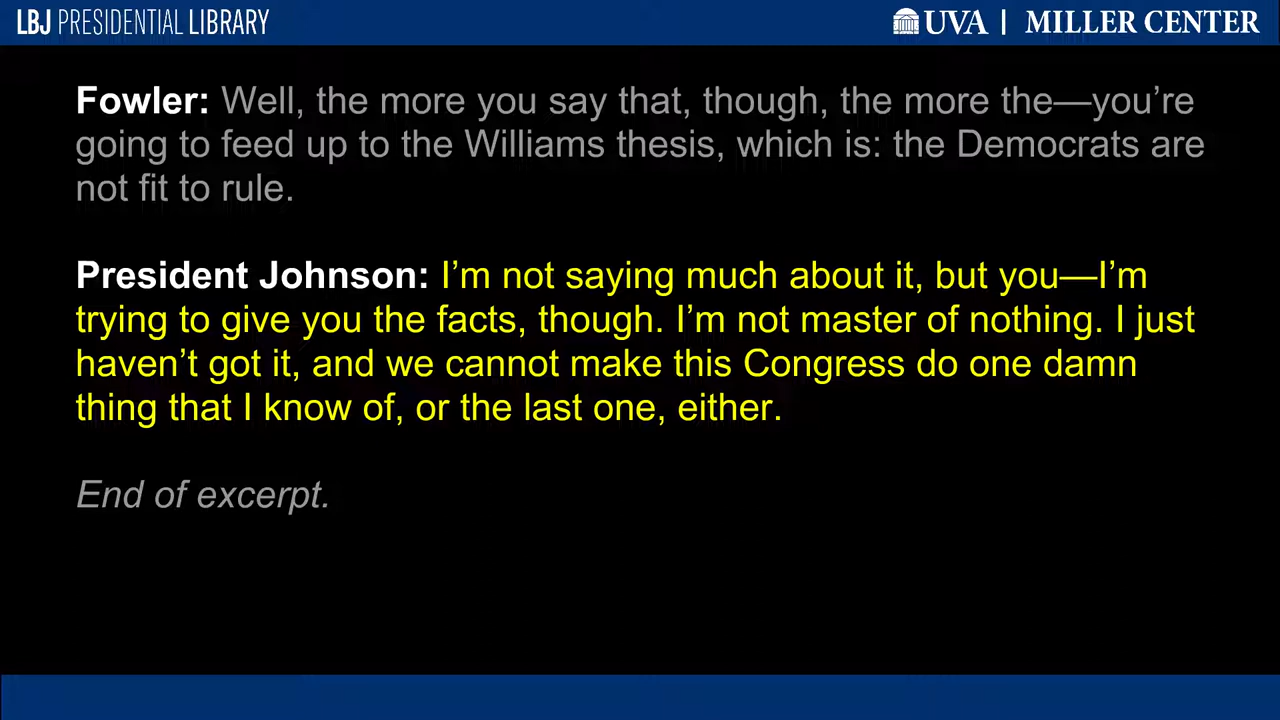 LBJ PRESIDENTIAL LIBRARY
UVA | MILLER CENTER
Fowler: Well, the more you say that, though, the more the—you’re
going to feed up to the Williams thesis, which is: the Democrats are
not fit to rule.
President Johnson: I’m not saying much about it, but you—I’m
trying to give you the facts, though. I’m not master of nothing. I just
haven’t got it, and we cannot make this Congress do one damn
thing that I know of, or the last one, either.
End of excerpt.